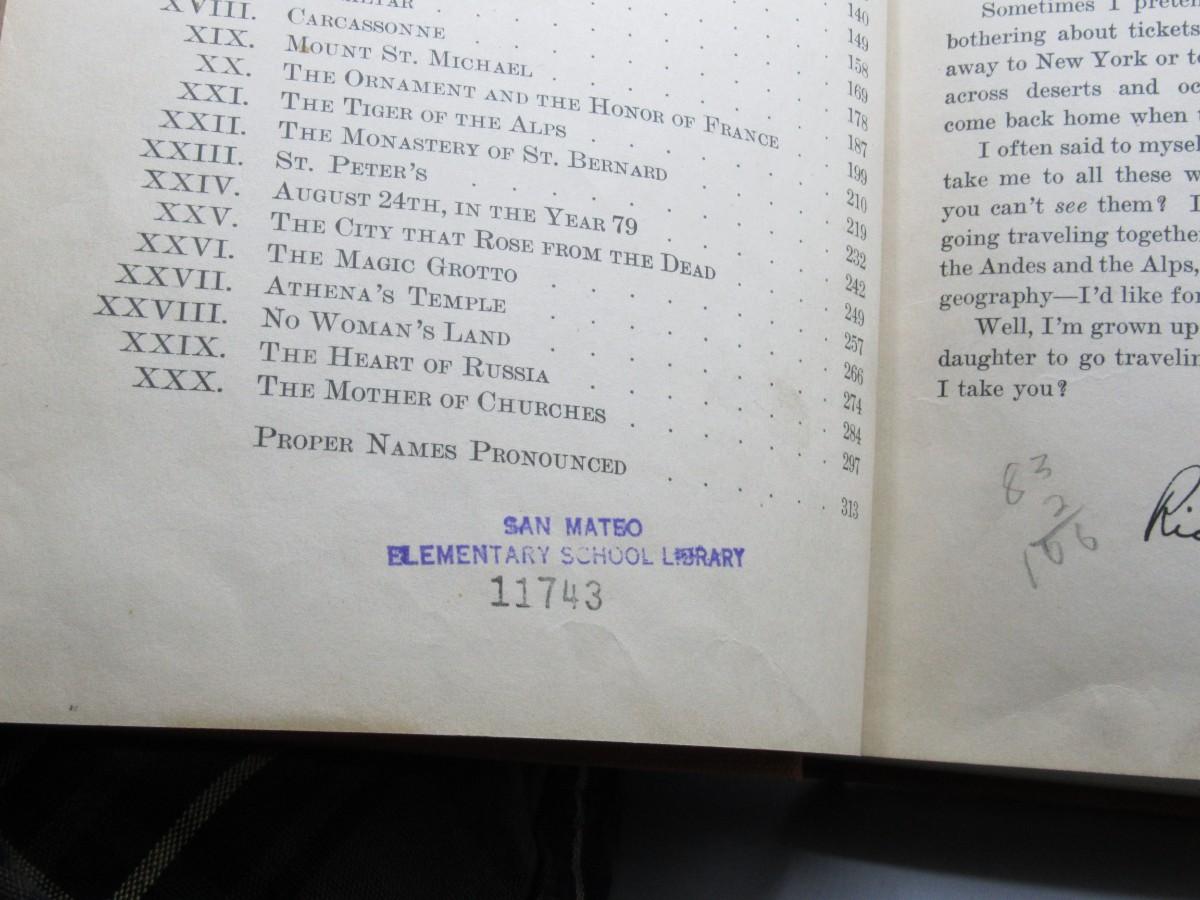 140
149
158
169
XVIII. CARCASSONNE 178
XIX. MOUNT ST. MICHAEL 187
XX. THE ORNAMENT AND THE HONOR OF FRANCE 199
XXI. THE TIGER OF THE ALPS 210
XXII. THE MONASTERY OF ST. BERNARD 219
XXIII. ST. PETER'S 232
XXIV. AUGUST 24TH, IN THE YEAR 79 242
XXV. THE CITY THAT ROSE FROM THE DEAD 249
XXVI. THE MAGIC GROTTO 257
XXVII. ATHENA'S TEMPLE 266
XXVIII. NO WOMAN'S LAND 274
XXIX. THE HEART OF RUSSIA 284
XXX. THE MOTHER OF CHURCHES 297
PROPER NAMES PRONOUNCED 313
SAN MATEO
ELEMENTARY SCHOOL LIBRARY
11743
Sometimes I
bothering about tickets
away to New York or
across deserts and
come back home when
I often said to
take me to all these
you can't see them? I
going traveling
the Andes and the Alps,
geography—I'd like
Well, I'm grown up
daughter to go
I take you?
83
2
166